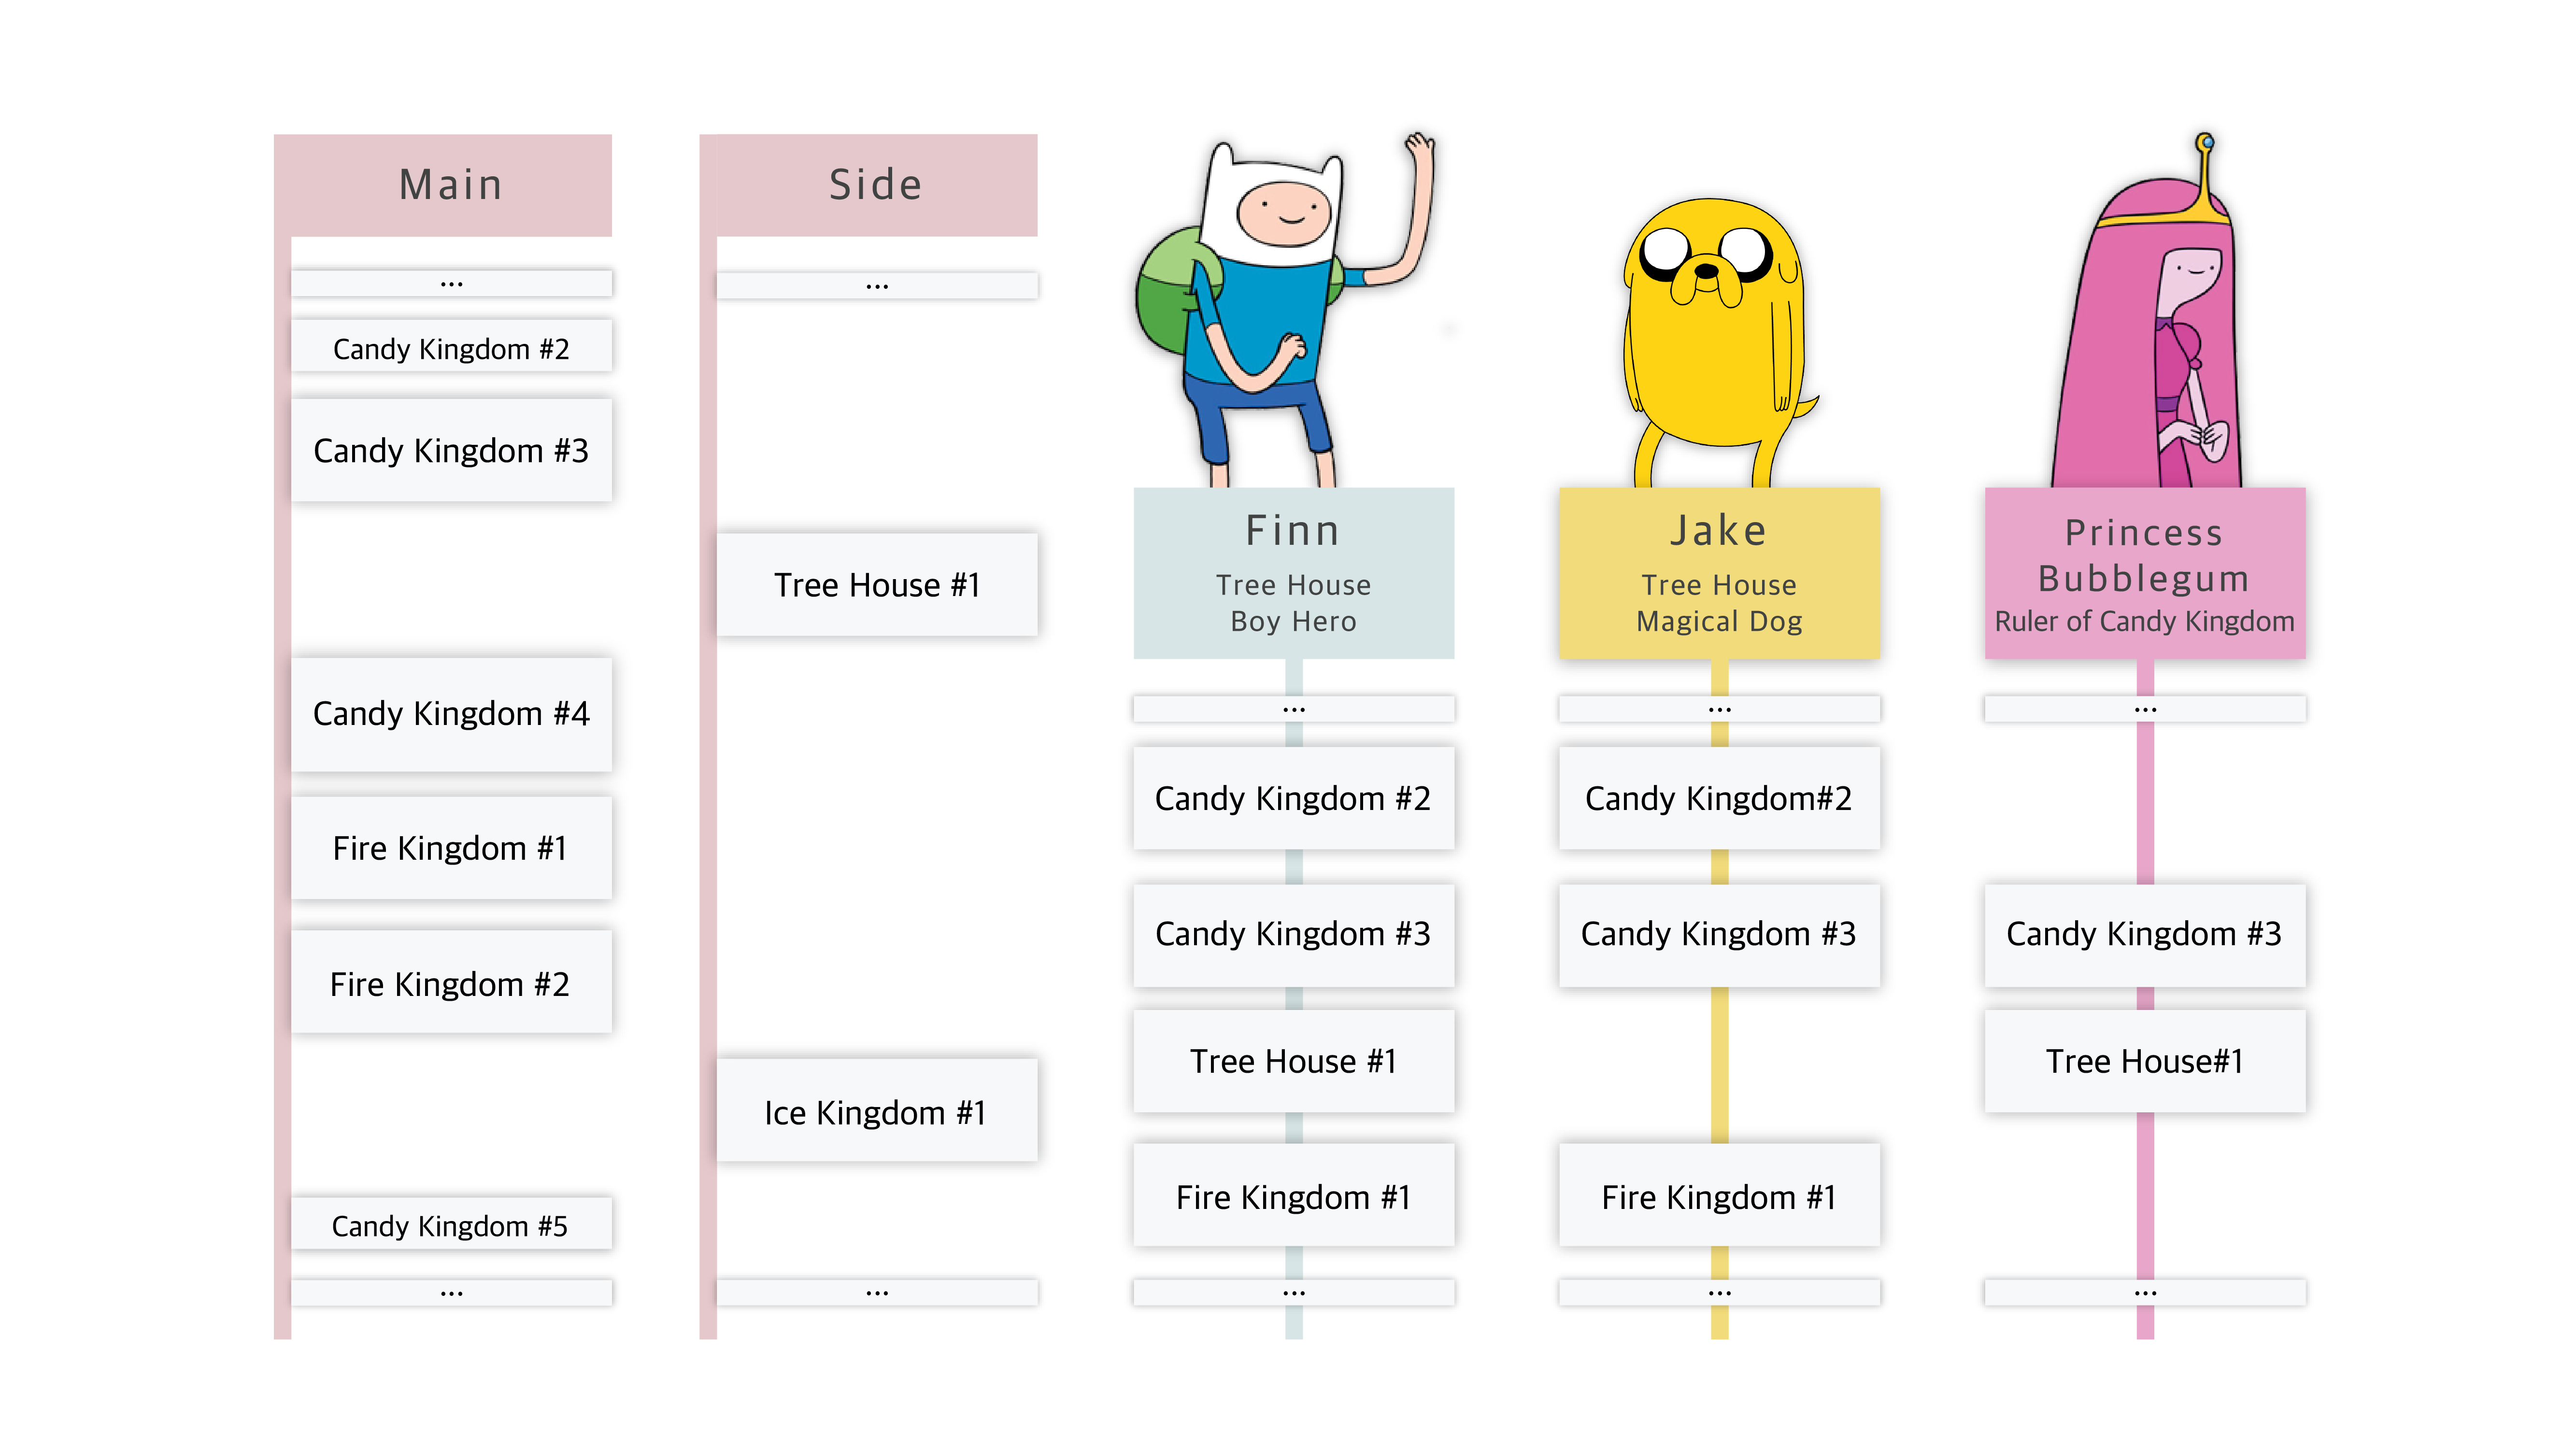 Main
...
Candy Kingdom #2
Candy Kingdom #3
Candy Kingdom #4
Fire Kingdom #1
Fire Kingdom #2
Candy Kingdom #5
...
Side
...
Tree House #1
Ice Kingdom #1
...
Finn
Tree House
Boy Hero
...
Candy Kingdom #2
Candy Kingdom #3
Tree House #1
Fire Kingdom #1
...
Jake
Tree House
Magical Dog
...
Candy Kingdom#2
Candy Kingdom #3
Fire Kingdom #1
...
Princess
Bubblegum
Ruler of Candy Kingdom
...
Candy Kingdom #3
Tree House#1
...